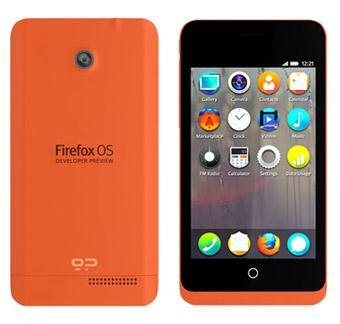 Firefox OS
DEVELOPER PREVIEW
12:21
Gallery
Camera
Contacts
Calendar
Marketplace
Clock
Videos
Music
FM Radio
Calculator
Settings
Data Usage